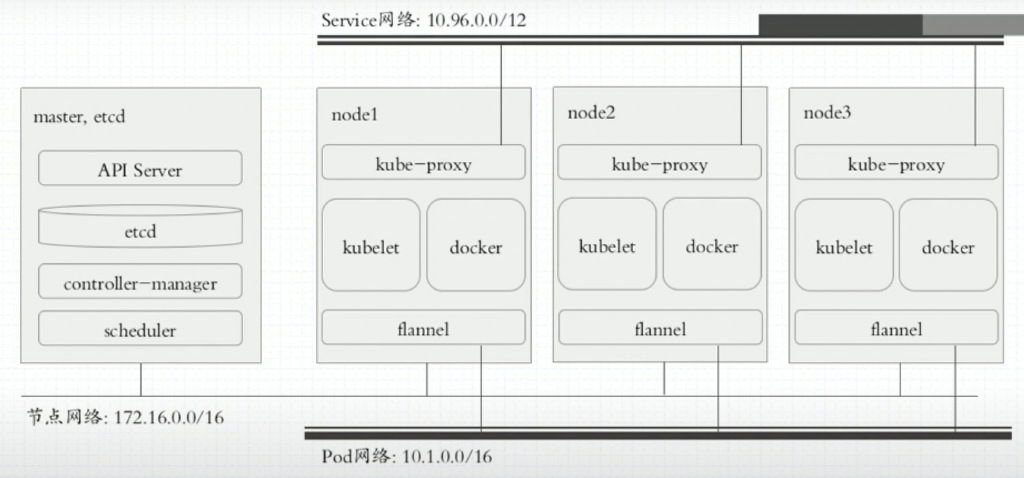 Service网络: 10.96.0.0/12
master, etcd
API Server
etcd
controller-manager
scheduler
node1
kube-proxy
kubelet
docker
flannel
node2
kube-proxy
kubelet
docker
flannel
node3
kube-proxy
kubelet
docker
flannel
节点网络: 172.16.0.0/16
Pod网络: 10.1.0.0/16